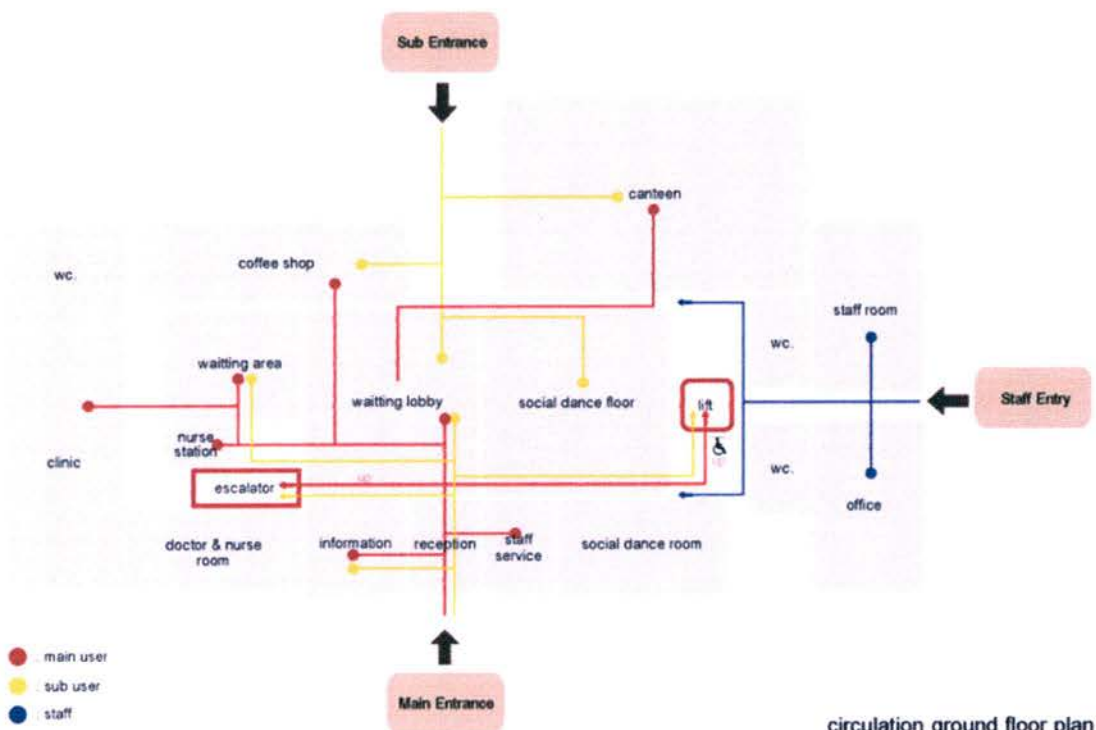 Sub Entrance
canteen
coffee shop
wc.
staff room
wc.
waitting area
waitting lobby
social dance floor
lift
Staff Entry
nurse
station
up
clinic
up
wc.
escalator
office
doctor & nurse
room
information
reception
staff
service
social dance room
: main user
: sub user
: staff
Main Entrance
circulation ground floor plan